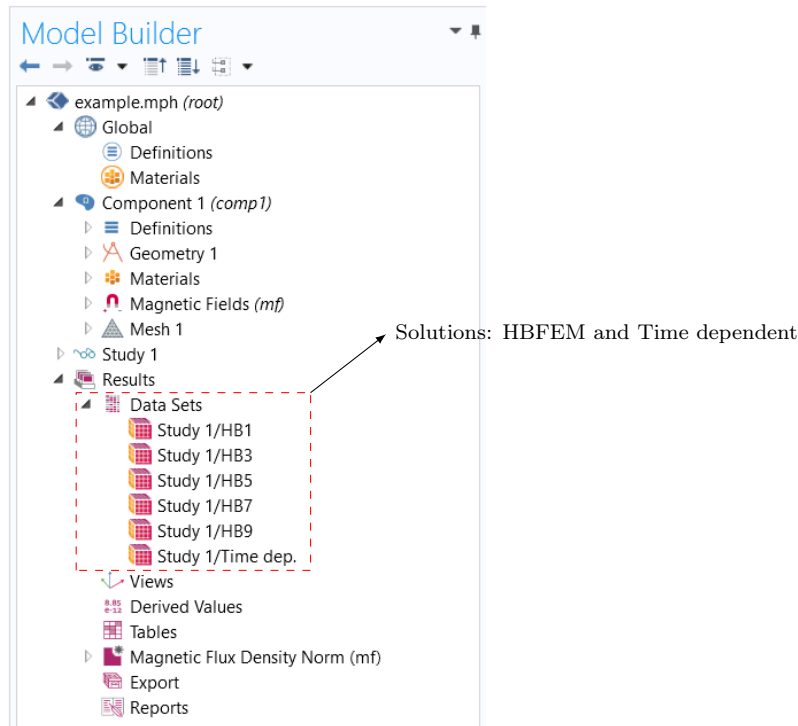 Model Builder
example.mph (root)
Global
Definitions
Materials
Component 1 (comp1)
Definitions
Geometry 1
Materials
Magnetic Fields (mf)
Mesh 1
Solutions: HBFEM and Time dependent
Study 1
Results
Data Sets
Study 1/HB1
Study 1/HB3
Study 1/HB5
Study 1/HB7
Study 1/HB9
Study 1/Time dep.
Views
8.85
e-12
Derived Values
Tables
Magnetic Flux Density Norm (mf)
Export
Reports